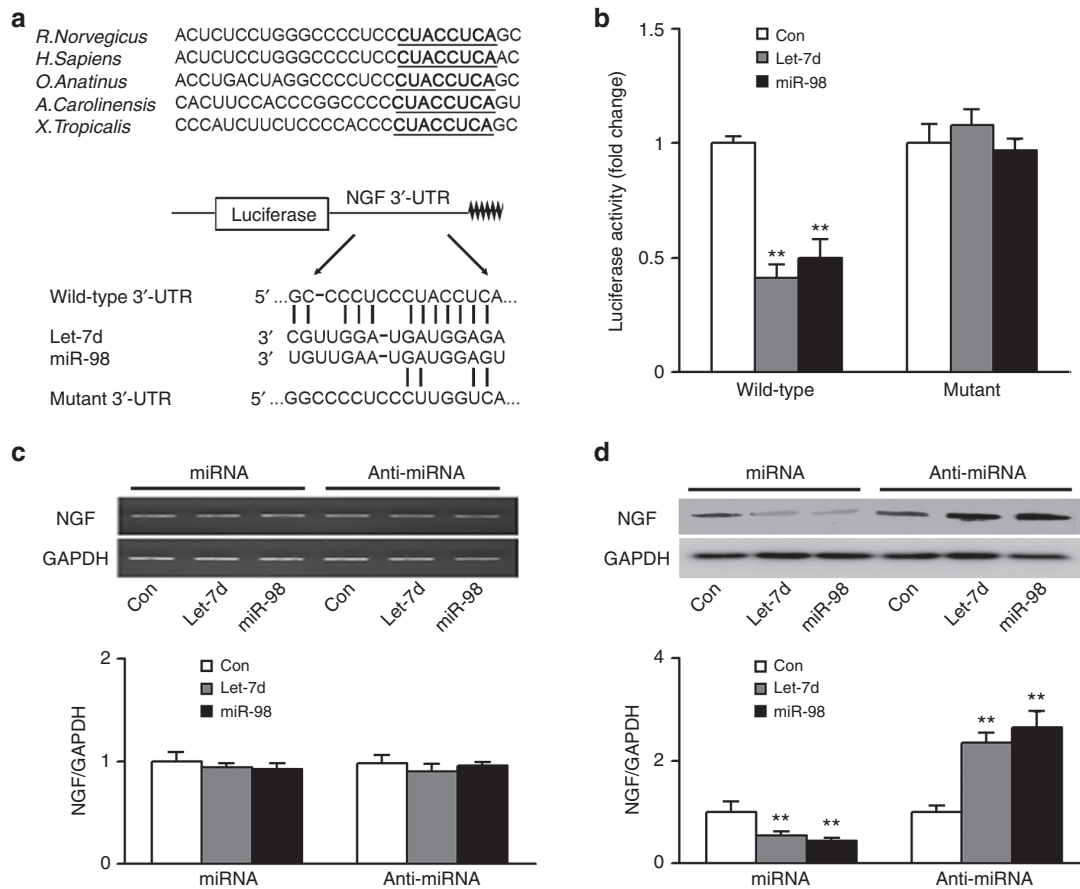 a
R.Norvegicus ACUCUCCUGGGCCCCUCCCUACCUCAGC
H.Sapiens ACUCUCCUGGGCCCCUCCCUACCUCAAC
O.Anatinus ACCUGACUAGGCCCCUCCCUACCUCAGC
A.Carolinensis CACUUCCACCCGGCCCCCUACCUCAGU
X.Tropicalis CCCAUCUUCUCCCCACCCCUACCUCAGC
Luciferase
NGF 3′-UTR
Wild-type 3′-UTR 5′ ...GC-CCCUCCCUACCUCA...
Let-7d 3′ CGUUGGA-UGAUGGAGA
miR-98 3′ UGUUGAA-UGAUGGAGU
Mutant 3′-UTR 5′ ...GGCCCCUCCCUUGGUCA...
b
Luciferase activity (fold change)
1.5
1
0.5
0
Con
Let-7d
miR-98
**
**
Wild-type
Mutant
c
miRNA
Anti-miRNA
NGF
GAPDH
Con
Let-7d
miR-98
Con
Let-7d
miR-98
NGF/GAPDH
2
1
0
Con
Let-7d
miR-98
miRNA
Anti-miRNA
d
miRNA
Anti-miRNA
NGF
GAPDH
Con
Let-7d
miR-98
Con
Let-7d
miR-98
NGF/GAPDH
4
2
0
Con
Let-7d
miR-98
**
**
**
**
miRNA
Anti-miRNA